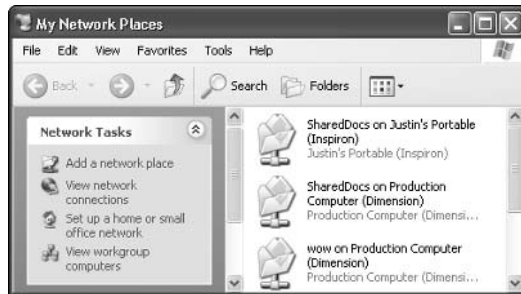 My Network Places
File Edit View Favorites Tools Help
Back Search Folders
Network Tasks
Add a network place
View network
connections
Set up a home or small
office network
View workgroup
computers
SharedDocs on Justin's Portable
(Inspiron)
Justin's Portable (Inspiron)
SharedDocs on Production
Computer (Dimension)
Production Computer (Dimensi...
wow on Production Computer
(Dimension)
Production Computer (Dimensi...